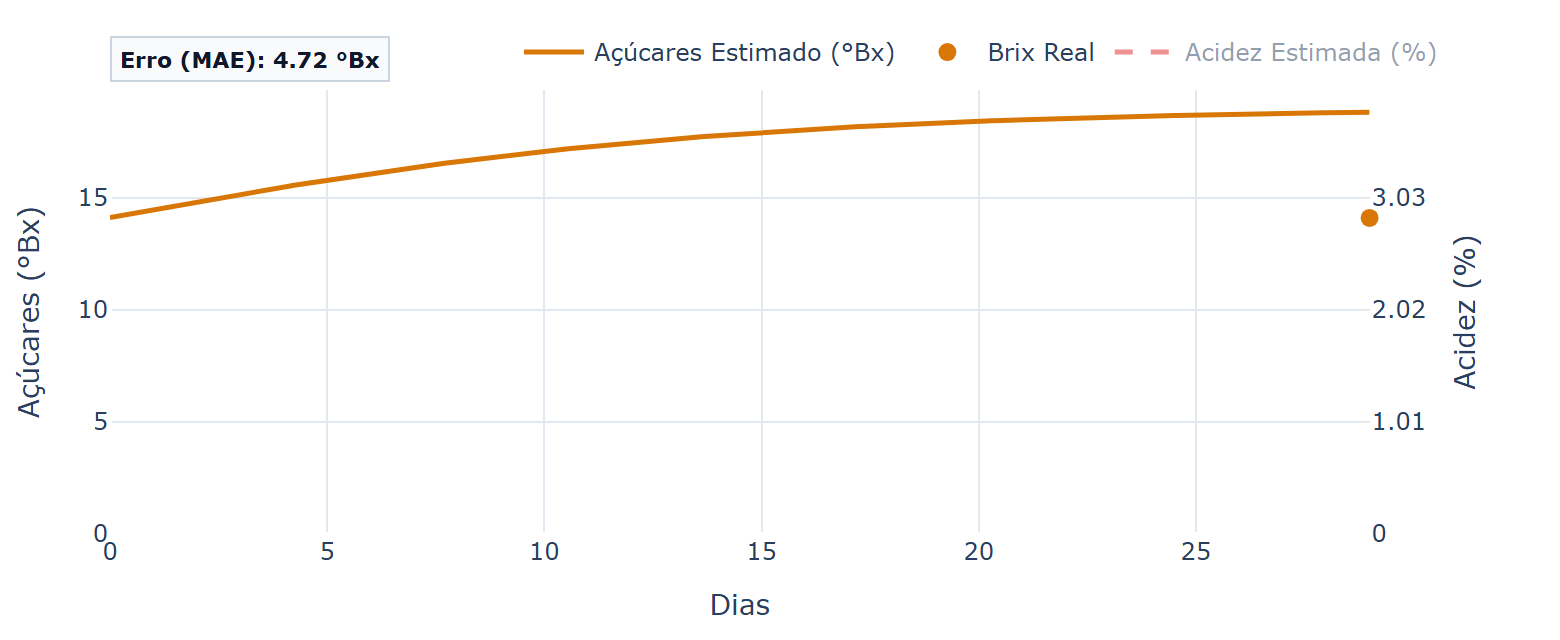 Erro (MAE): 4.72 ºBx
Açúcares Estimado (°Bx)
Brix Real
Acidez Estimada (%)
Açúcares (°Bx)
15
10
5
0
3.03
2.02
1.01
0
Acidez (%)
0 5 10 15 20 25
Dias